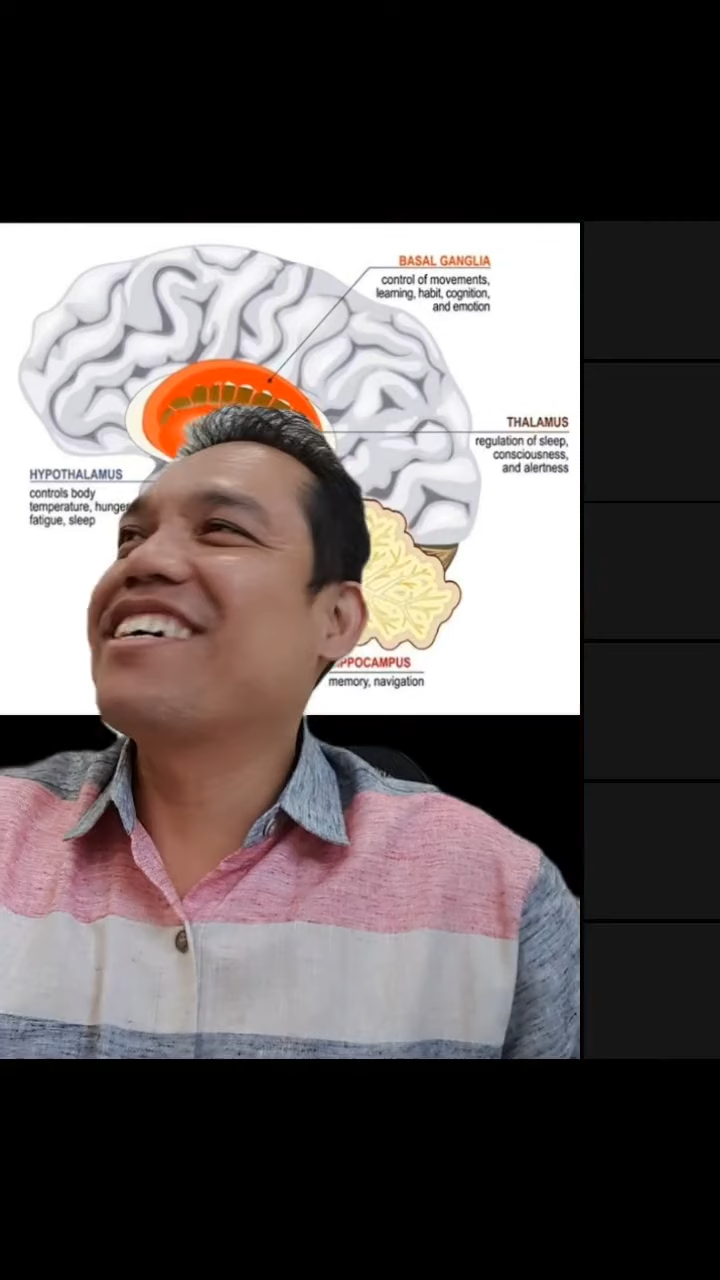 BASAL GANGLIA
control of movements,
learning, habit, cognition,
and emotion
THALAMUS
regulation of sleep,
consciousness,
and alertness
HYPOTHALAMUS
controls body
temperature, hunger
fatigue, sleep
PPOCAMPUS
memory, navigation